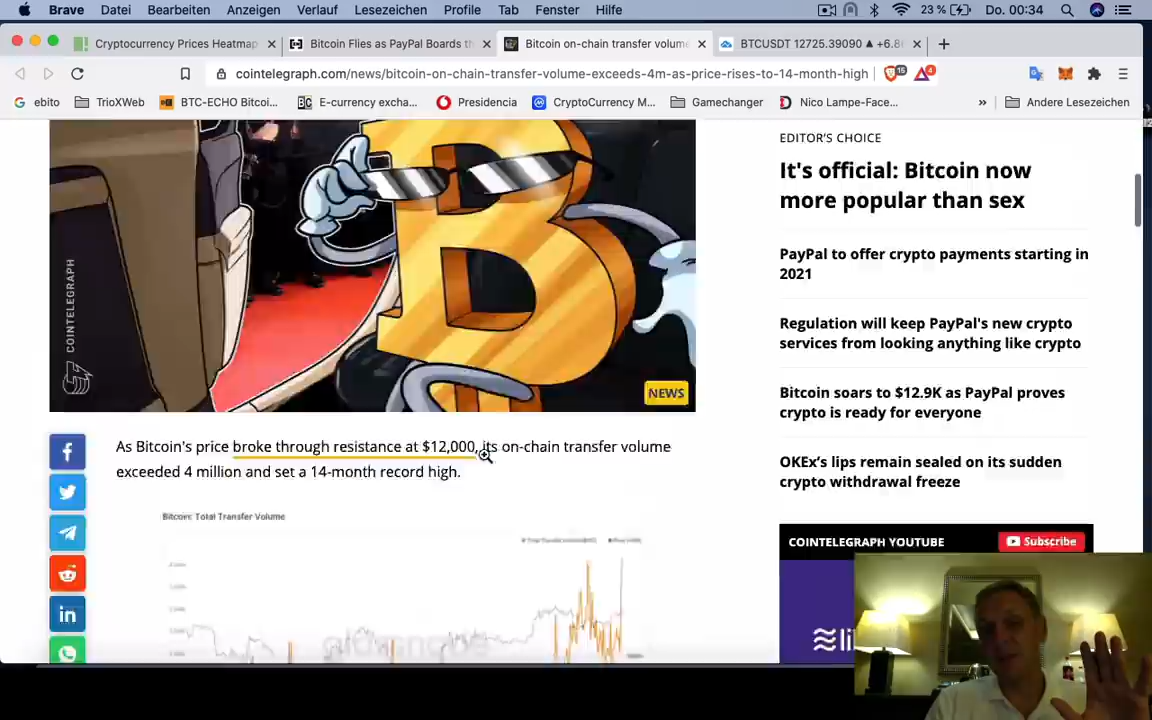 Brave Datei Bearbeiten Anzeigen Verlauf Lesezeichen Profile Tab Fenster Hilfe 23 % Do. 00:34
Cryptocurrency Prices Heatmap
Bitcoin Flies as PayPal Boards th
Bitcoin on-chain transfer volume
BTCUSDT 12725.39090 ▲ +6.8
cointelegraph.com/news/bitcoin-on-chain-transfer-volume-exceeds-4m-as-price-rises-to-14-month-high 15 4
ebito TrioXWeb BTC-ECHO Bitcoi... E-currency excha... Presidencia CryptoCurrency M... Gamechanger Nico Lampe-Face... » Andere Lesezeichen
COINTELEGRAPH
NEWS
As Bitcoin's price broke through resistance at $12,000, its on-chain transfer volume
exceeded 4 million and set a 14-month record high.
Bitcoin: Total Transfer Volume
glassnode
EDITOR'S CHOICE
It's official: Bitcoin now
more popular than sex
PayPal to offer crypto payments starting in
2021
Regulation will keep PayPal's new crypto
services from looking anything like crypto
Bitcoin soars to $12.9K as PayPal proves
crypto is ready for everyone
OKEx's lips remain sealed on its sudden
crypto withdrawal freeze
COINTELEGRAPH YOUTUBE Subscribe